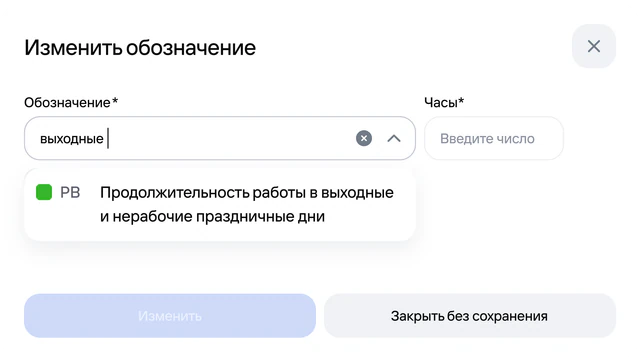 Изменить обозначение
Обозначение* Часы*
выходные Введите число
РВ Продолжительность работы в выходные
и нерабочие праздничные дни
Изменить Закрыть без сохранения